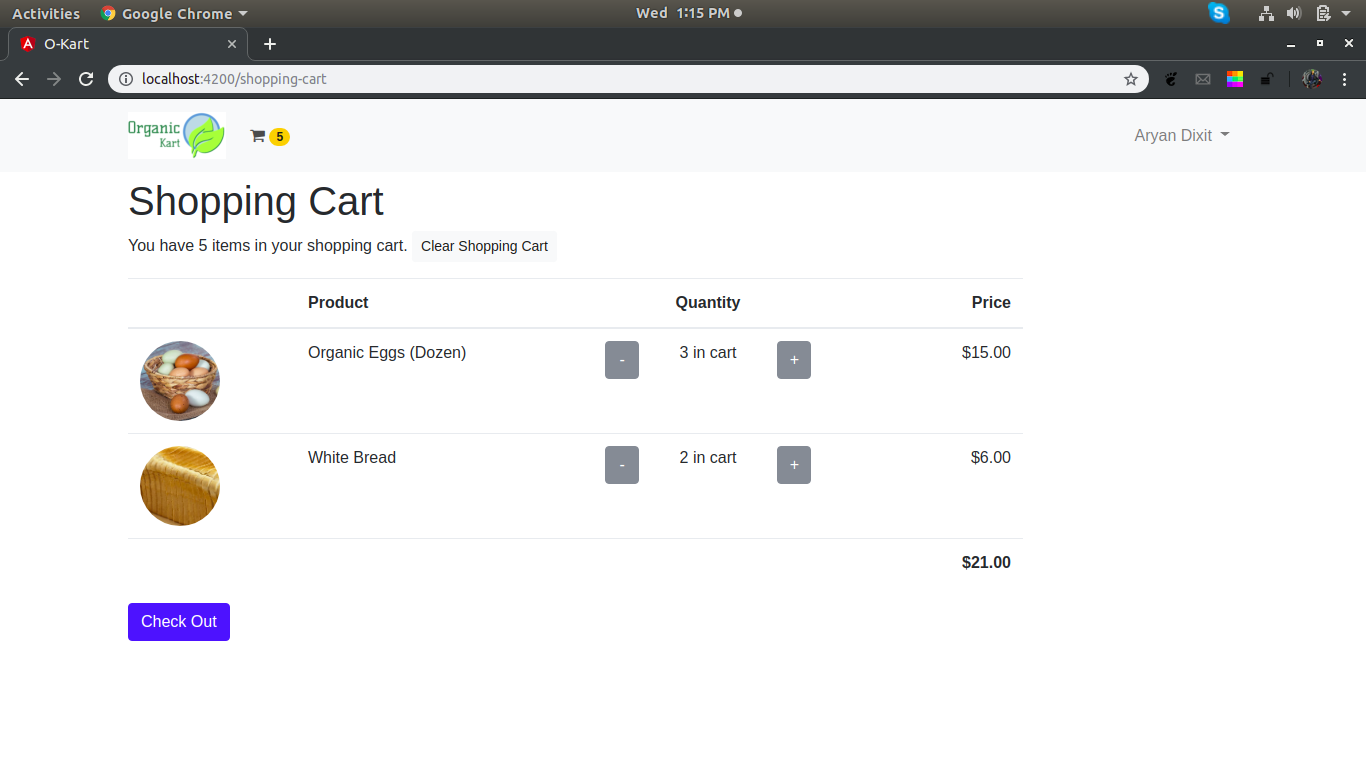 Activities Google Chrome Wed 1:15 PM
O-Kart
localhost:4200/shopping-cart
Organic
Kart
5
Aryan Dixit
Shopping Cart
You have 5 items in your shopping cart. Clear Shopping Cart
Product Quantity Price
Organic Eggs (Dozen) - 3 in cart + $15.00
White Bread - 2 in cart + $6.00
$21.00
Check Out